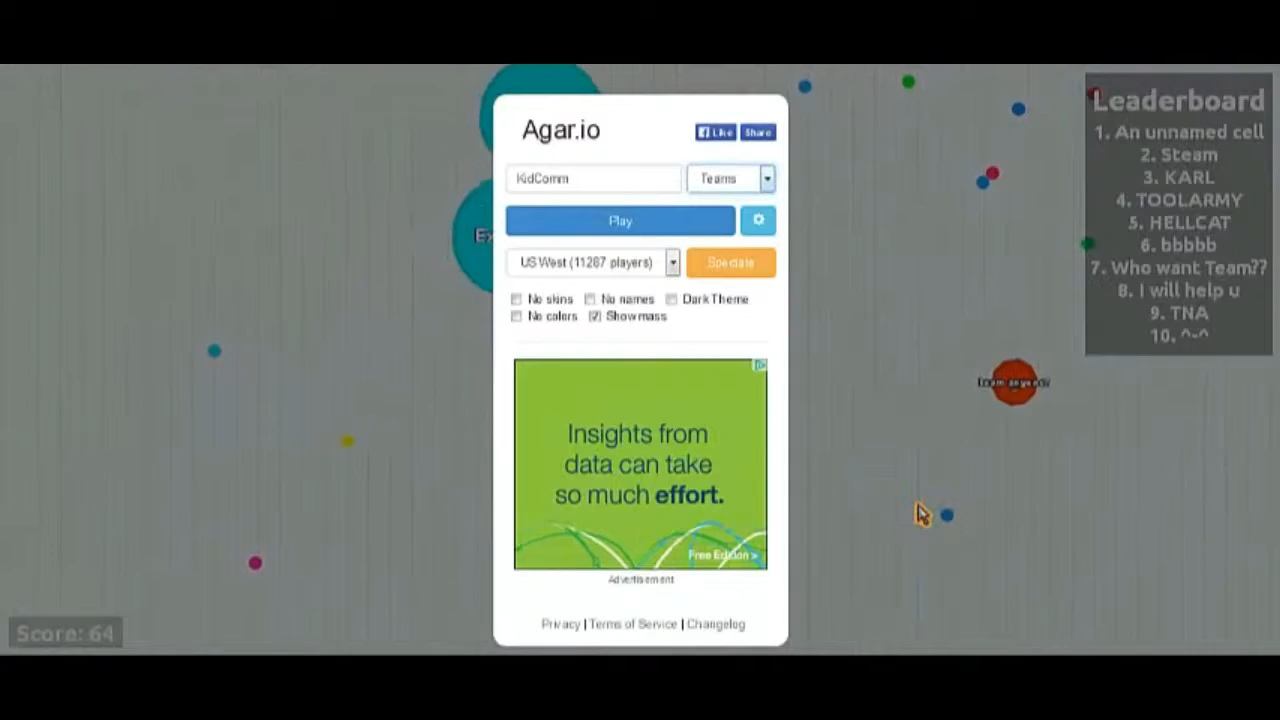 Agar.io
Like Share
KidComm
Teams
Play
US West (11287 players)
Spectate
No skins No names Dark Theme
No colors Show mass
Insights from
data can take
so much effort.
Free Edition >
Advertisement
Privacy | Terms of Service | Changelog
Ex
Score: 64
Leaderboard
1. An unnamed cell
2. Steam
3. KARL
4. TOOLARMY
5. HELLCAT
6. bbbbb
7. Who want Team??
8. I will help u
9. TNA
10. ^-^